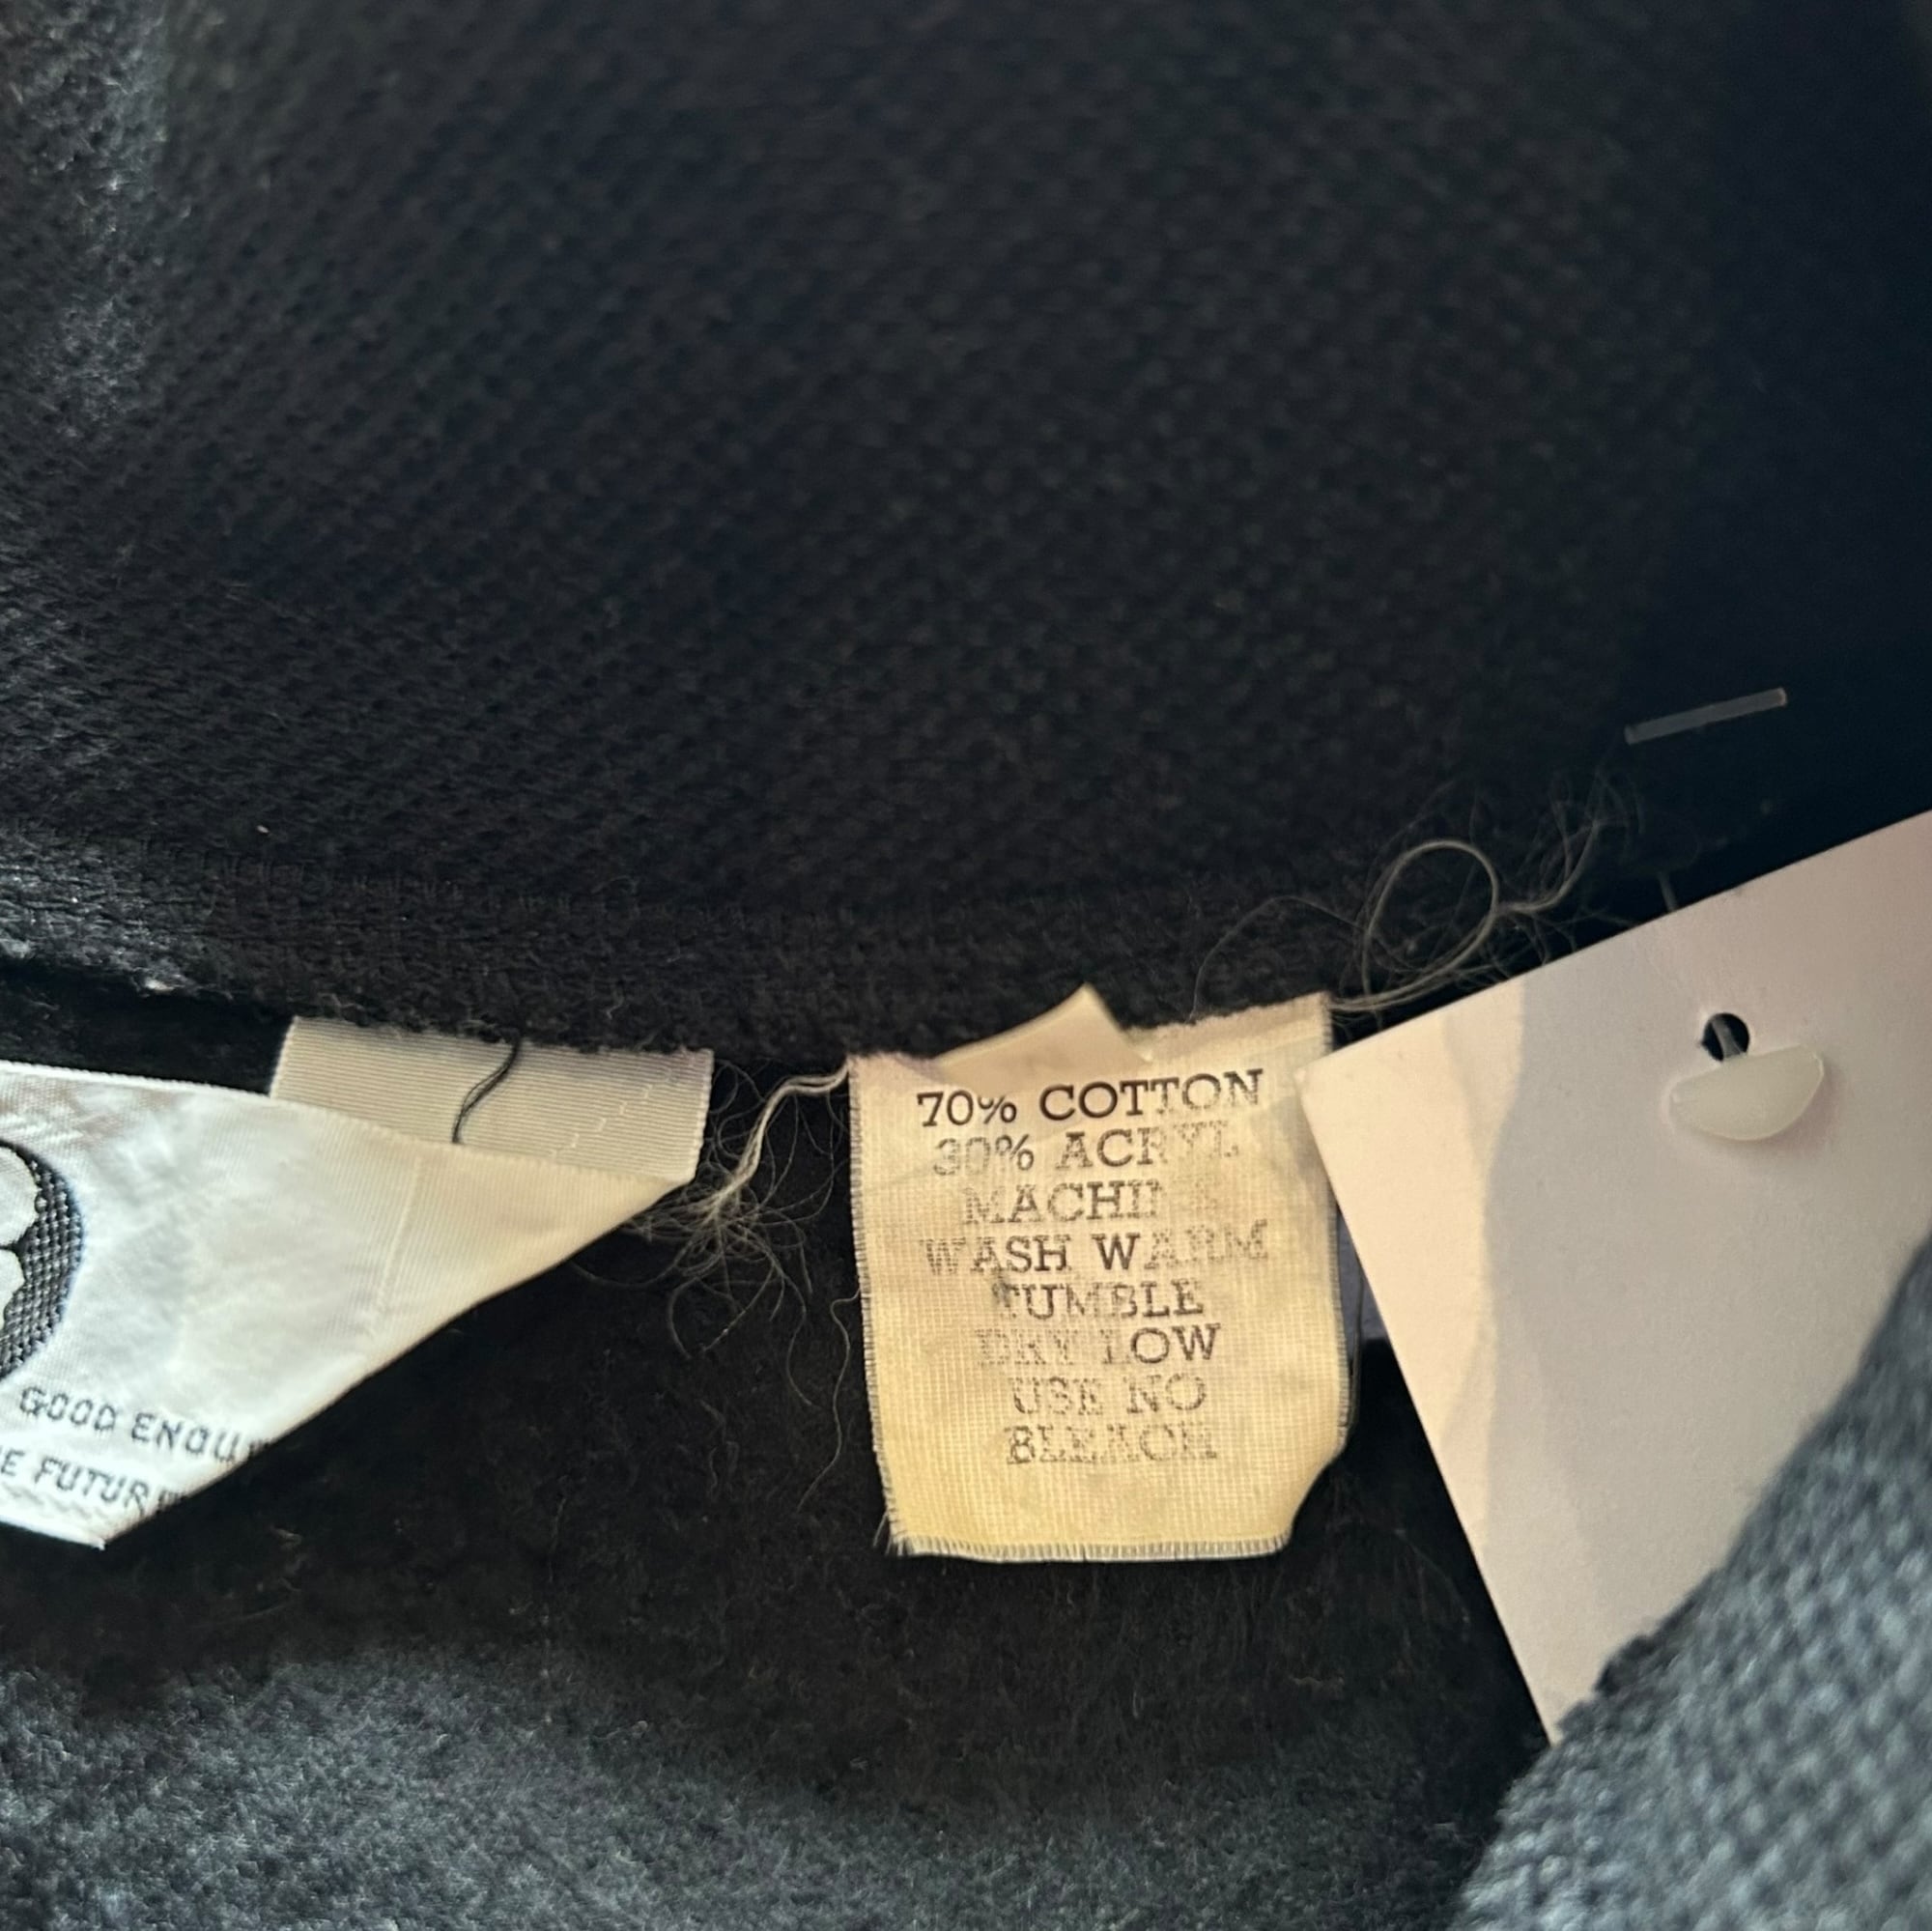 GOOD ENOU
E FUTUR
70% COTTON
30% ACRYL
MACHINE
WASH WARM
TUMBLE
DRY LOW
USE NO
BLEACH